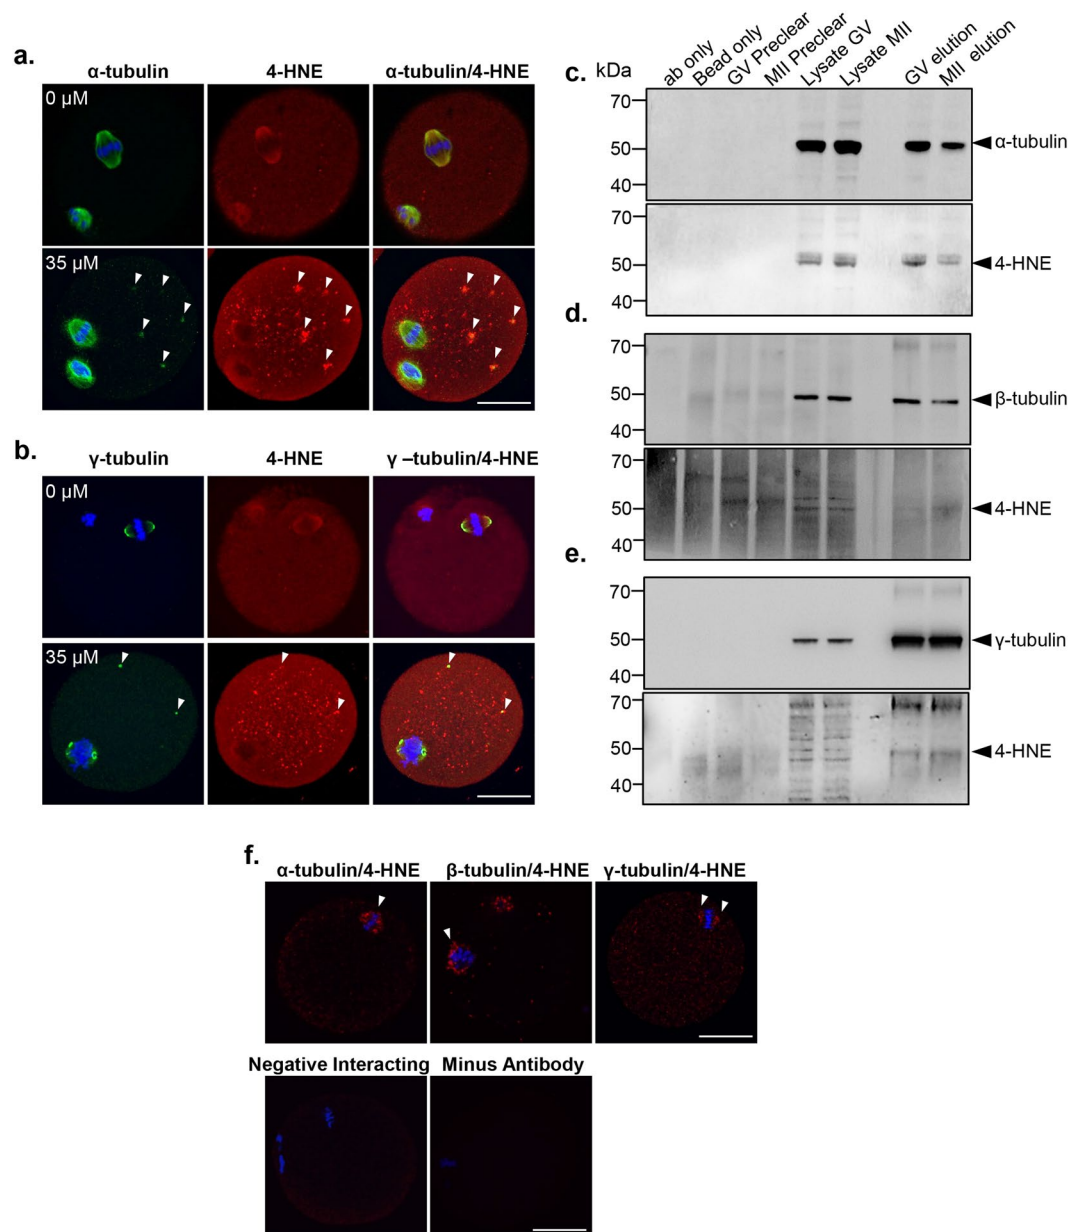 a.
α-tubulin 4-HNE α-tubulin/4-HNE
0 µM
35 µM
b.
γ-tubulin 4-HNE γ –tubulin/4-HNE
0 µM
35 µM
c.
kDa
ab only
Bead only
GV Preclear
MII Preclear
Lysate GV
Lysate MII
GV elution
MII elution
70
50
40
α-tubulin
70
50
40
4-HNE
d.
70
50
40
β-tubulin
70
50
40
4-HNE
e.
70
50
40
γ-tubulin
70
50
40
4-HNE
f.
α-tubulin/4-HNE β-tubulin/4-HNE γ-tubulin/4-HNE
Negative Interacting Minus Antibody